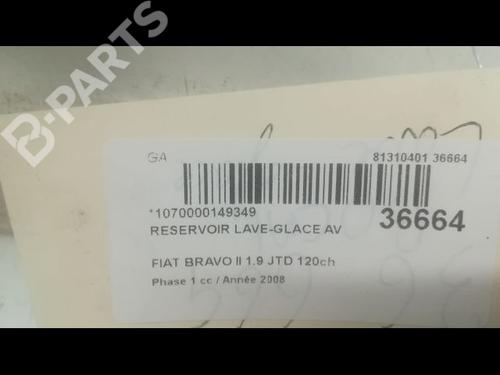 B-PARTS
GA
81310401 36664
*1070000149349
36664
RESERVOIR LAVE-GLACE AV
FIAT BRAVO II 1.9 JTD 120ch
Phase 1 cc / Année 2008